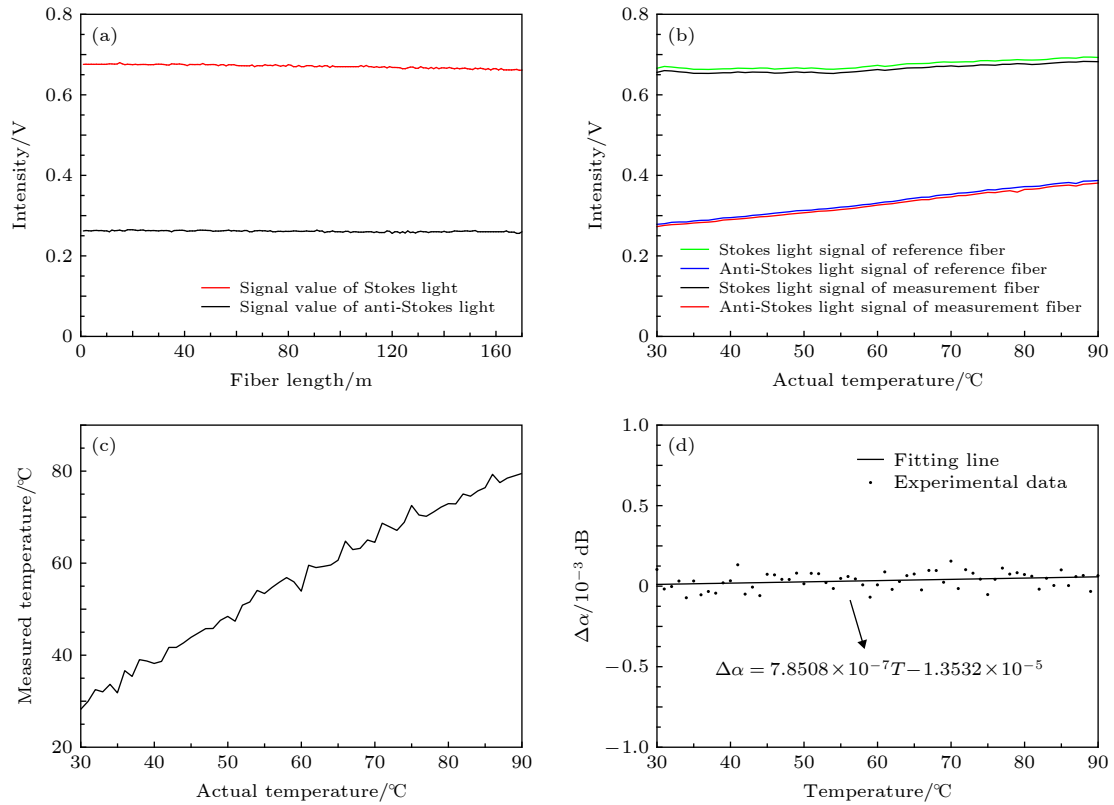 (a)
0.8
0.6
0.4
0.2
0
Intensity/V
Signal value of Stokes light
Signal value of anti-Stokes light
0 40 80 120 160
Fiber length/m
(b)
0.8
0.6
0.4
0.2
0
Intensity/V
Stokes light signal of reference fiber
Anti-Stokes light signal of reference fiber
Stokes light signal of measurement fiber
Anti-Stokes light signal of measurement fiber
30 40 50 60 70 80 90
Actual temperature/℃
(c)
80
60
40
20
Measured temperature/℃
30 40 50 60 70 80 90
Actual temperature/℃
(d)
1.0
0.5
0
−0.5
−1.0
Δα/10⁻³ dB
Fitting line
Experimental data
Δα = 7.8508×10⁻⁷T−1.3532×10⁻⁵
30 40 50 60 70 80 90
Temperature/℃